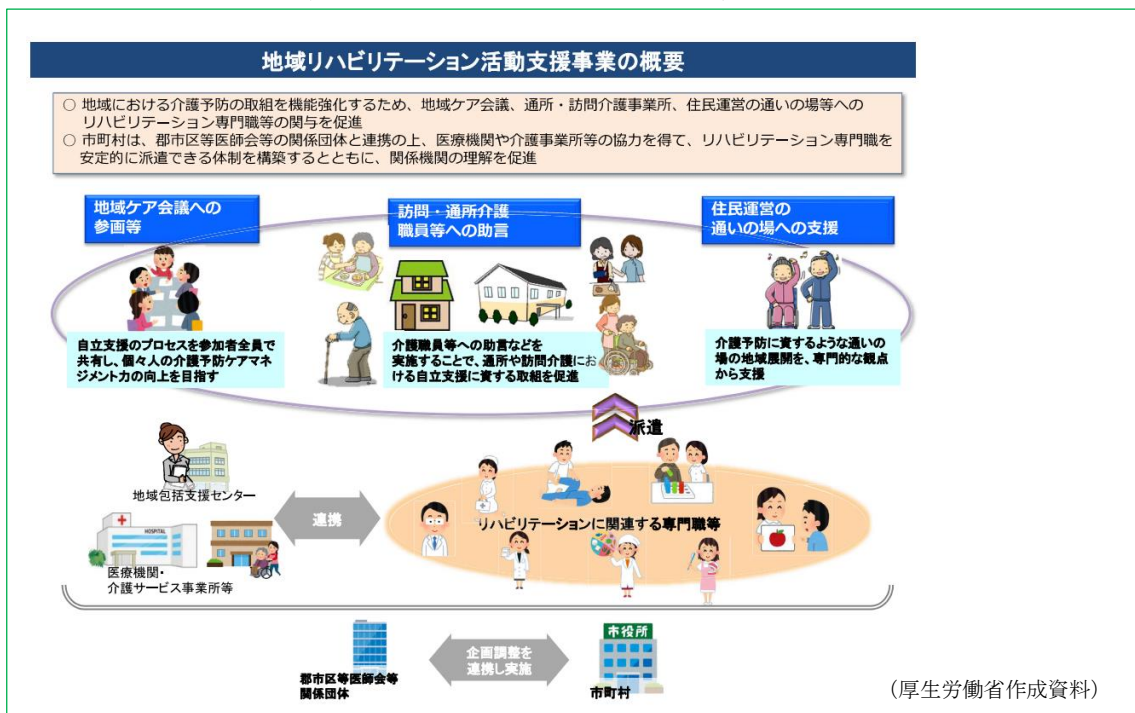 地域リハビリテーション活動支援事業の概要
○ 地域における介護予防の取組を機能強化するため、地域ケア会議、通所・訪問介護事業所、住民運営の通いの場等への
リハビリテーション専門職等の関与を促進
○ 市町村は、郡市区等医師会等の関係団体と連携の上、医療機関や介護事業所等の協力を得て、リハビリテーション専門職を
安定的に派遣できる体制を構築するとともに、関係機関の理解を促進
地域ケア会議への
参画等
訪問・通所介護
職員等への助言
住民運営の
通いの場への支援
自立支援のプロセスを参加者全員で
共有し、個々人の介護予防ケアマネ
ジメント力の向上を目指す
介護職員等への助言などを
実施することで、通所や訪問介護にお
ける自立支援に資する取組を促進
介護予防に資するような通いの
場の地域展開を、専門的な観点
から支援
派遣
地域包括支援センター
連携
リハビリテーションに関連する専門職等
HOSPITAL
医療機関・
介護サービス事業所等
郡市区等医師会等
関係団体
企画調整を
連携し実施
市役所
市町村
(厚生労働省作成資料)